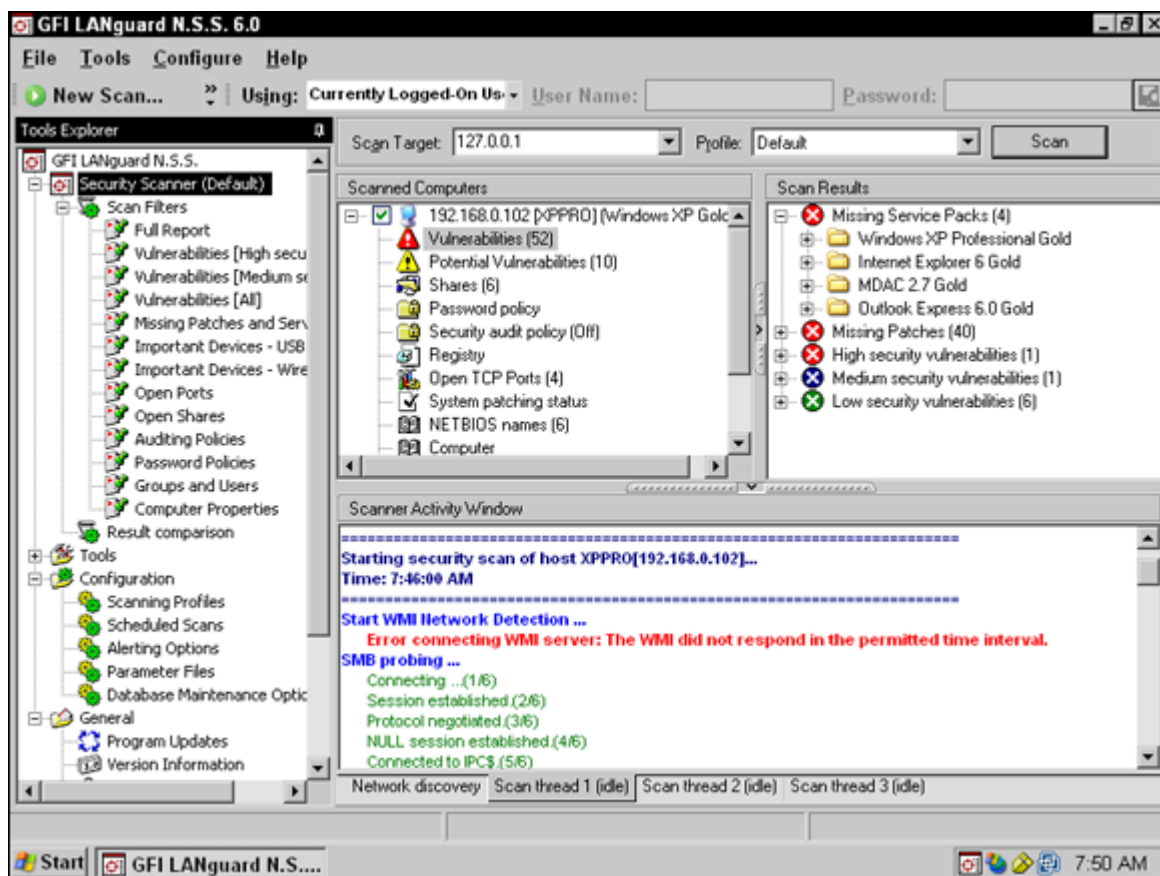 GFI LANguard N.S.S. 6.0
File Tools Configure Help
New Scan... Using: Currently Logged-On Us User Name: Password:
Tools Explorer
GFI LANguard N.S.S.
Security Scanner (Default)
Scan Filters
Full Report
Vulnerabilities [High secu
Vulnerabilities [Medium se
Vulnerabilities [All]
Missing Patches and Serv
Important Devices - USB
Important Devices - Wire
Open Ports
Open Shares
Auditing Policies
Password Policies
Groups and Users
Computer Properties
Result comparison
Tools
Configuration
Scanning Profiles
Scheduled Scans
Alerting Options
Parameter Files
Database Maintenance Optic
General
Program Updates
Version Information
Scan Target: 127.0.0.1 Profile: Default Scan
Scanned Computers
192.168.0.102 [XPPRO] (Windows XP Gold
Vulnerabilities (52)
Potential Vulnerabilities (10)
Shares (6)
Password policy
Security audit policy (Off)
Registry
Open TCP Ports (4)
System patching status
NETBIOS names (6)
Computer
Scan Results
Missing Service Packs (4)
Windows XP Professional Gold
Internet Explorer 6 Gold
MDAC 2.7 Gold
Outlook Express 6.0 Gold
Missing Patches (40)
High security vulnerabilities (1)
Medium security vulnerabilities (1)
Low security vulnerabilities (6)
Scanner Activity Window
Starting security scan of host XPPRO[192.168.0.102]...
Time: 7:46:00 AM
Start WMI Network Detection ...
Error connecting WMI server: The WMI did not respond in the permitted time interval.
SMB probing ...
Connecting ...(1/6)
Session established.(2/6)
Protocol negotiated.(3/6)
NULL session established.(4/6)
Connected to IPC$.(5/6)
Network discovery Scan thread 1 (idle) Scan thread 2 (idle) Scan thread 3 (idle)
Start GFI LANguard N.S.... 7:50 AM